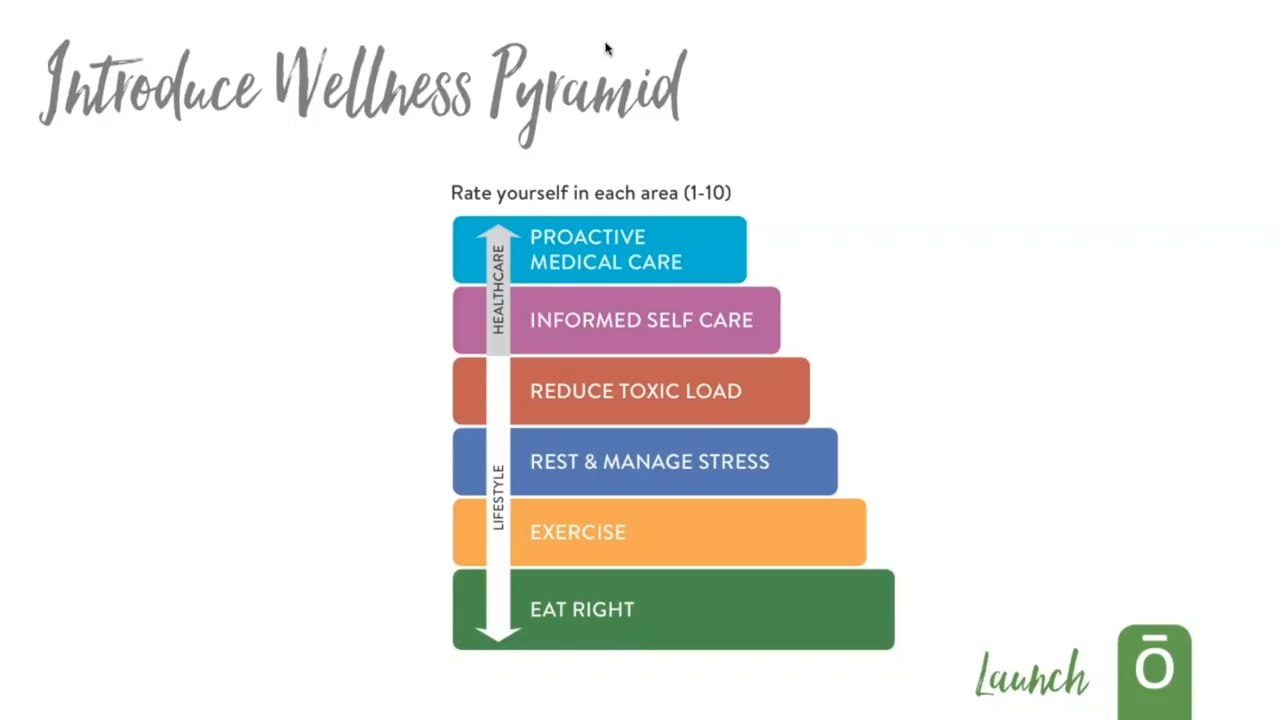 Introduce Wellness Pyramid
Rate yourself in each area (1-10)
PROACTIVE
MEDICAL CARE
HEALTHCARE
INFORMED SELF CARE
REDUCE TOXIC LOAD
REST & MANAGE STRESS
LIFESTYLE
EXERCISE
EAT RIGHT
Launch
Ō